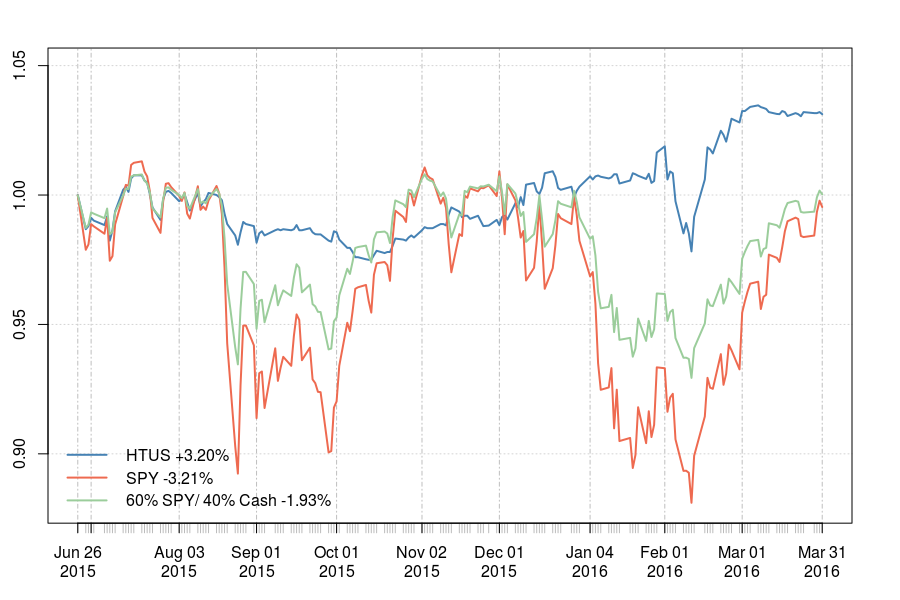 1.05
1.00
0.95
0.90
HTUS +3.20%
SPY -3.21%
60% SPY/ 40% Cash -1.93%
Jun 26 2015
Aug 03 2015
Sep 01 2015
Oct 01 2015
Nov 02 2015
Dec 01 2015
Jan 04 2016
Feb 01 2016
Mar 01 2016
Mar 31 2016